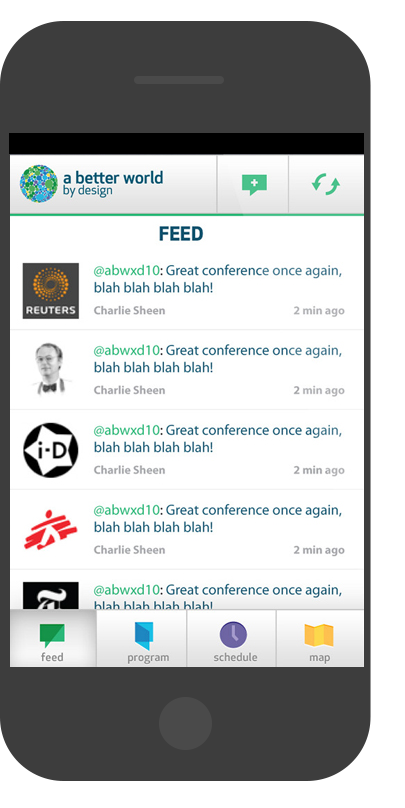 a better world
by design
FEED
REUTERS
@abwxd10: Great conference once again,
blah blah blah blah!
Charlie Sheen 2 min ago
@abwxd10: Great conference once again,
blah blah blah blah!
Charlie Sheen 2 min ago
i-D
@abwxd10: Great conference once again,
blah blah blah blah!
Charlie Sheen 2 min ago
@abwxd10: Great conference once again,
blah blah blah blah!
Charlie Sheen 2 min ago
T
@abwxd10: Great conference once again,
blah blah blah blah!
feed program schedule map